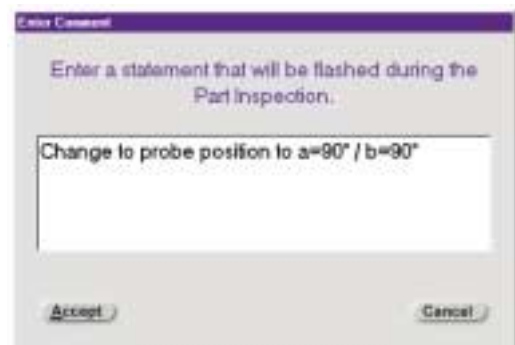 Enter Comment
Enter a statement that will be flashed during the
Part Inspection.
Change to probe position to a=90° / b=90°
Accept
Cancel